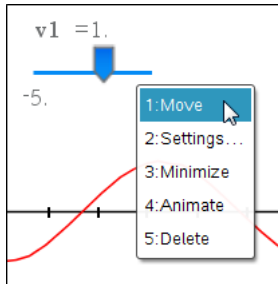 v1 =1.
-5.
1:Move
2:Settings...
3:Minimize
4:Animate
5:Delete